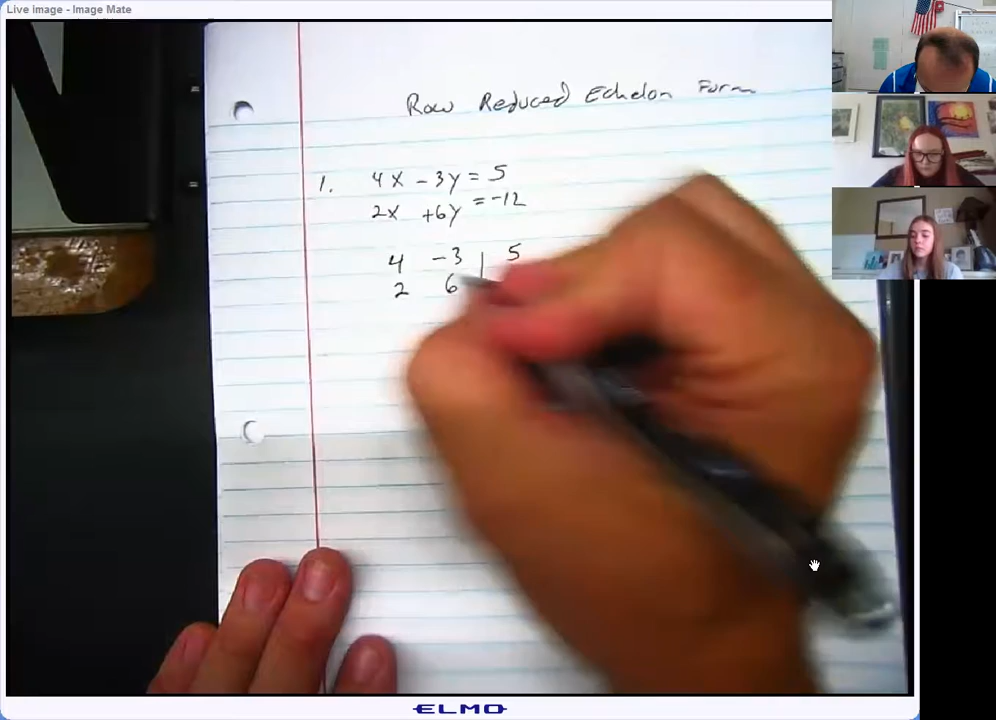 Live image - Image Mate
Row Reduced Echelon Form
1. 4x - 3y = 5
2x + 6y = -12
4 -3 | 5
2 6
ELMO